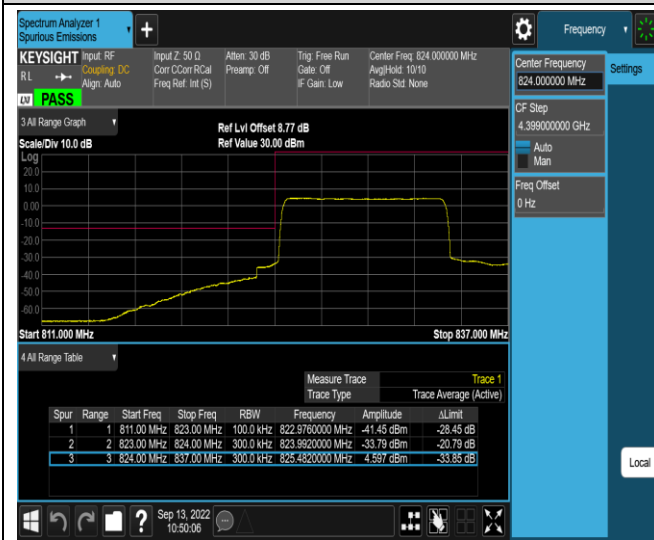 Spectrum Analyzer 1
Spurious Emissions
Frequency
KEYSIGHT
Input: RF
Input Z: 50 Ω
Atten: 30 dB
Trig: Free Run
Center Freq: 824.000000 MHz
R L
Coupling: DC
Corr CCorr RCal
Preamp: Off
Gate: Off
Avg|Hold: 10/10
Align: Auto
Freq Ref: Int (S)
IF Gain: Low
Radio Std: None
LXI
PASS
Center Frequency
824.000000 MHz
Settings
CF Step
4.399000000 GHz
Auto
Man
Freq Offset
0 Hz
3 All Range Graph
Ref Lvl Offset 8.77 dB
Scale/Div 10.0 dB
Ref Value 30.00 dBm
Log
20.0
10.0
0.00
-10.0
-20.0
-30.0
-40.0
-50.0
-60.0
Start 811.000 MHz
Stop 837.000 MHz
4 All Range Table
Measure Trace
Trace 1
Trace Type
Trace Average (Active)
Spur Range Start Freq Stop Freq RBW Frequency Amplitude ΔLimit
1 1 811.00 MHz 823.00 MHz 100.0 kHz 822.9760000 MHz -41.45 dBm -28.45 dB
2 2 823.00 MHz 824.00 MHz 300.0 kHz 823.9920000 MHz -33.79 dBm -20.79 dB
3 3 824.00 MHz 837.00 MHz 300.0 kHz 825.4820000 MHz 4.597 dBm -33.85 dB
Local
Sep 13, 2022
10:50:06